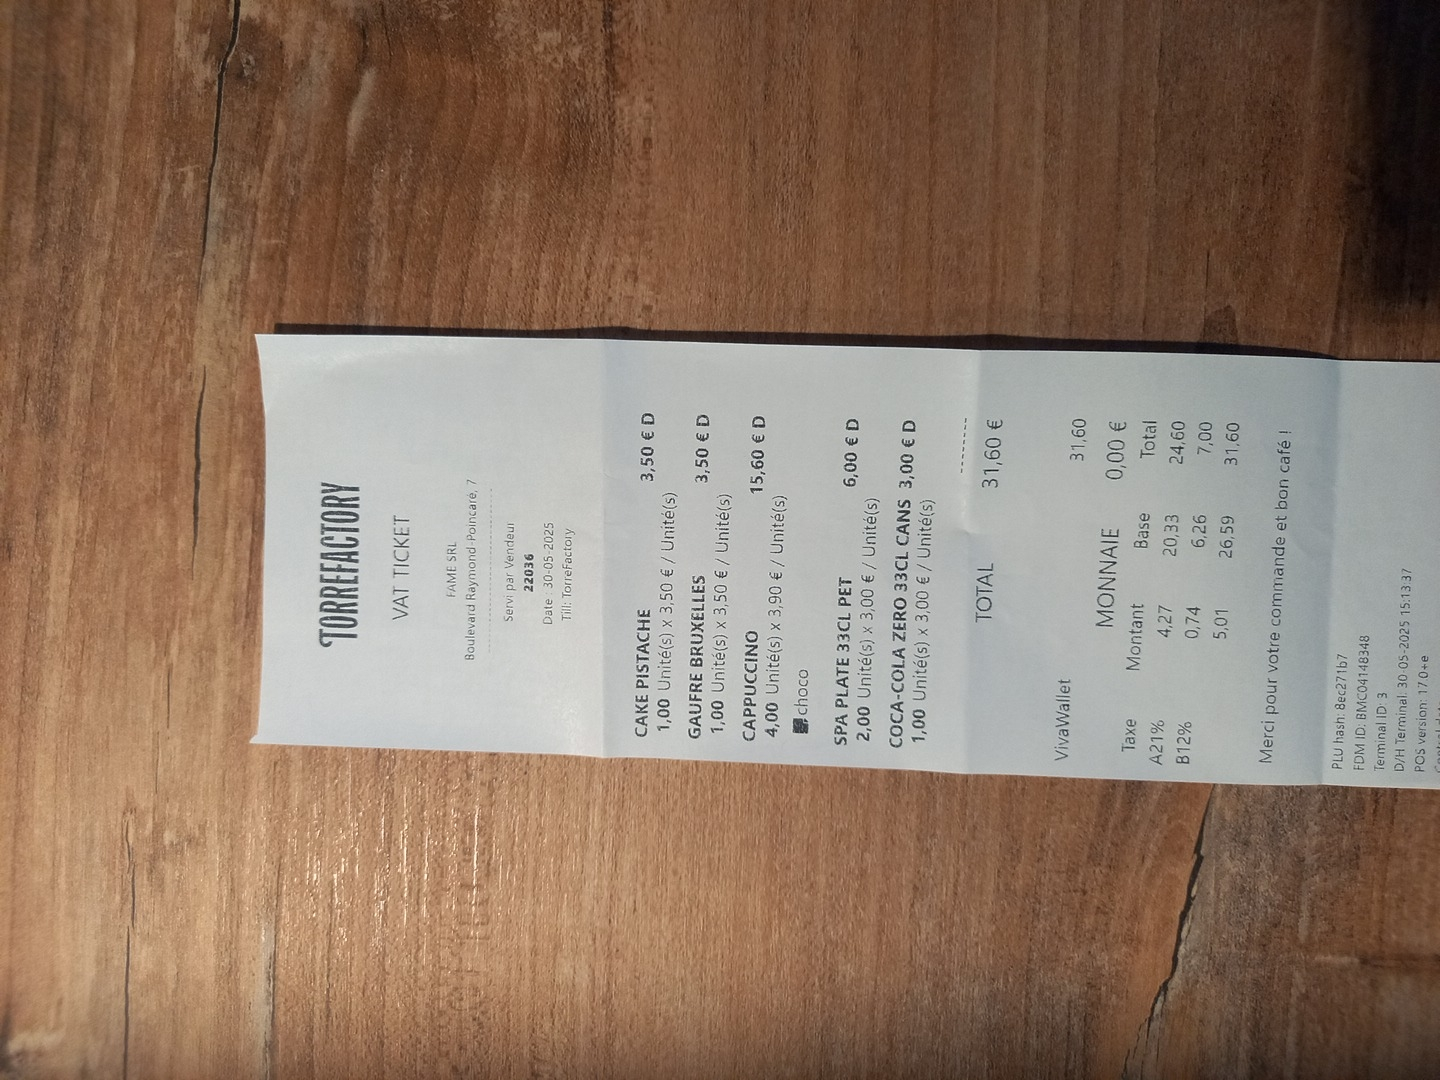 TORREFACTORY
VAT TICKET
FAME SRL
Boulevard Raymond-Poincaré, 7
Servi par Vendeur
22036
Date : 30-05-2025
Till: TorreFactory
CAKE PISTACHE 3,50 € D
1,00 Unité(s) x 3,50 € / Unité(s)
GAUFRE BRUXELLES 3,50 € D
1,00 Unité(s) x 3,50 € / Unité(s)
CAPPUCCINO 15,60 € D
4,00 Unité(s) x 3,90 € / Unité(s)
choco
SPA PLATE 33CL PET 6,00 € D
2,00 Unité(s) x 3,00 € / Unité(s)
COCA-COLA ZERO 33CL CANS 3,00 € D
1,00 Unité(s) x 3,00 € / Unité(s)
--------
TOTAL 31,60 €
VivaWallet 31,60
MONNAIE 0,00 €
Taxe Montant Base Total
A21% 4,27 20,33 24,60
B12% 0,74 6,26 7,00
5,01 26,59 31,60
Merci pour votre commande et bon café !
PLU hash: 8ec271b7
FDM ID: BMC04148348
Terminal ID: 3
D/H Terminal: 30-05-2025 15:13:37
POS version: 17.0+e